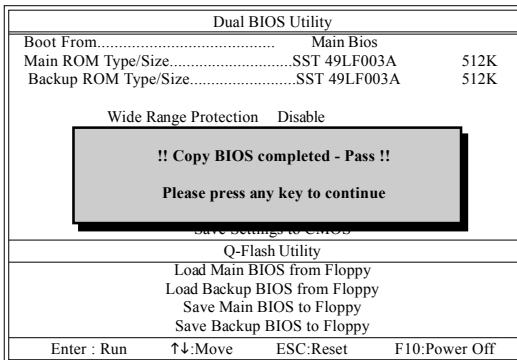 Dual BIOS Utility
Boot From.......................................... Main Bios
Main ROM Type/Size.............................SST 49LF003A 512K
Backup ROM Type/Size.........................SST 49LF003A 512K
Wide Range Protection Disable
!! Copy BIOS completed - Pass !!
Please press any key to continue
Save Settings to CMOS
Q-Flash Utility
Load Main BIOS from Floppy
Load Backup BIOS from Floppy
Save Main BIOS to Floppy
Save Backup BIOS to Floppy
Enter : Run ↑↓:Move ESC:Reset F10:Power Off